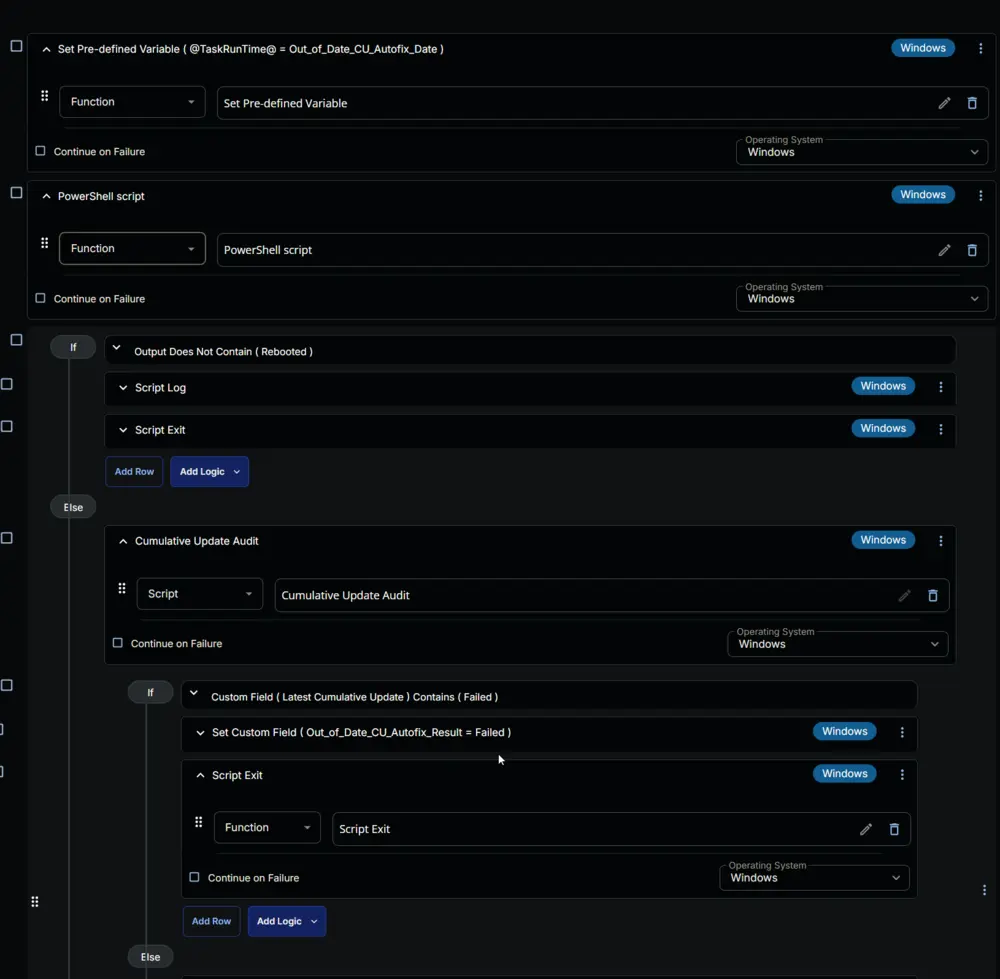 Set Pre-defined Variable ( @TaskRunTime@ = Out_of_Date_CU_Autofix_Date )
Windows
Function
Set Pre-defined Variable
Continue on Failure
Operating System
Windows
PowerShell script
Windows
Function
PowerShell script
Continue on Failure
Operating System
Windows
If
Output Does Not Contain ( Rebooted )
Script Log
Windows
Script Exit
Windows
Add Row
Add Logic
Else
Cumulative Update Audit
Windows
Script
Cumulative Update Audit
Continue on Failure
Operating System
Windows
If
Custom Field ( Latest Cumulative Update ) Contains ( Failed )
Set Custom Field ( Out_of_Date_CU_Autofix_Result = Failed )
Windows
Script Exit
Windows
Function
Script Exit
Continue on Failure
Operating System
Windows
Add Row
Add Logic
Else